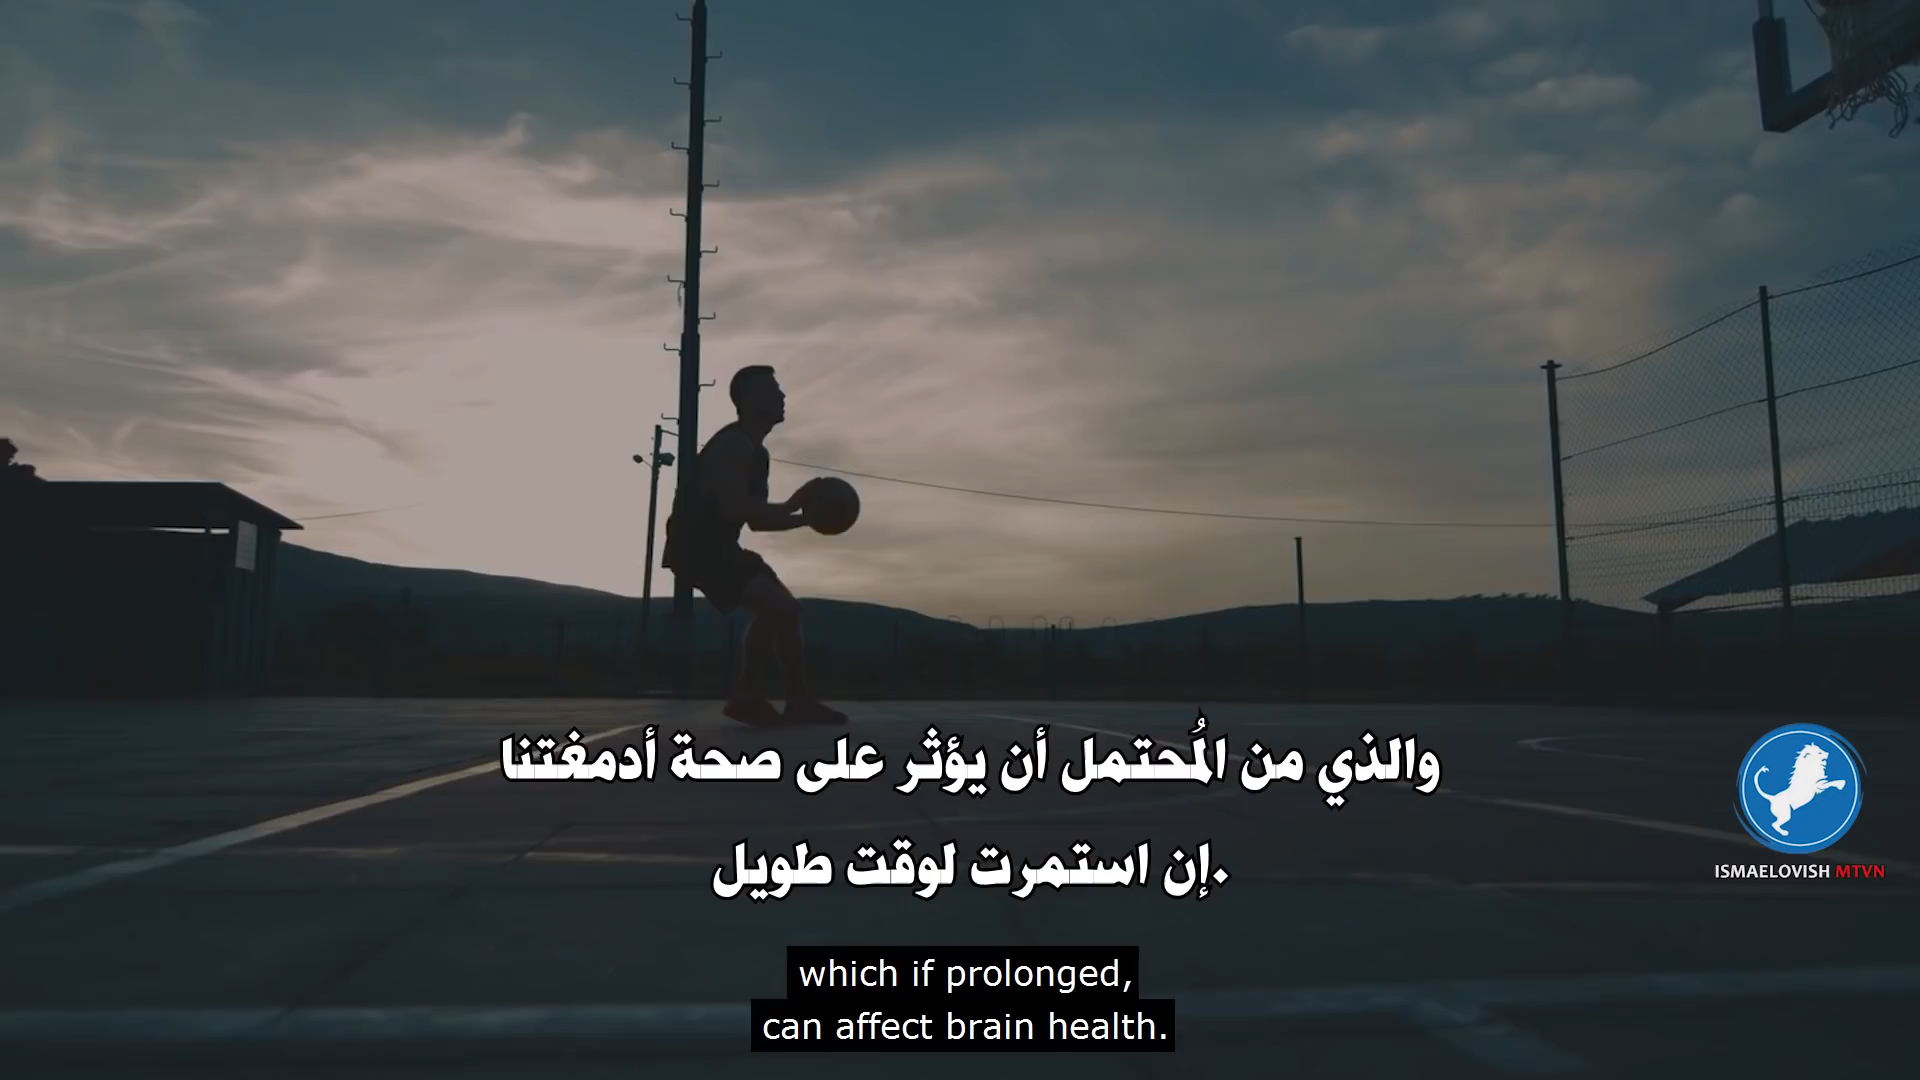 والذي من المُحتمل أن يؤثر على صحة أدمغتنا
.إن استمرت لوقت طويل
ISMAELOVISH MTVN
which if prolonged,
can affect brain health.